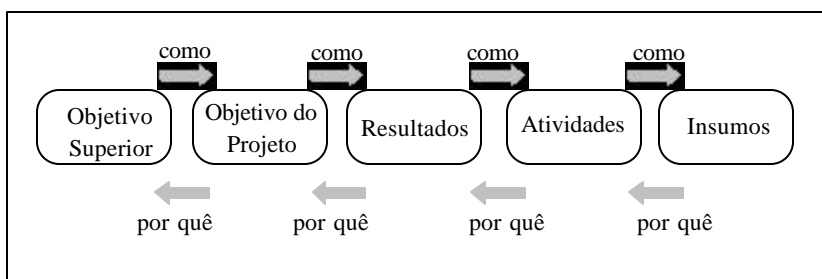 como como como como
Objetivo
Superior
Objetivo do
Projeto
Resultados
Atividades
Insumos
por quê por quê por quê por quê